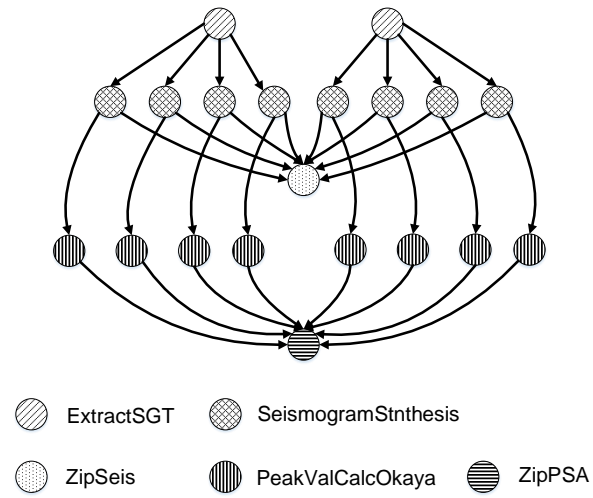 ExtractSGT
SeismogramStnthesis
ZipSeis
PeakValCalcOkaya
ZipPSA